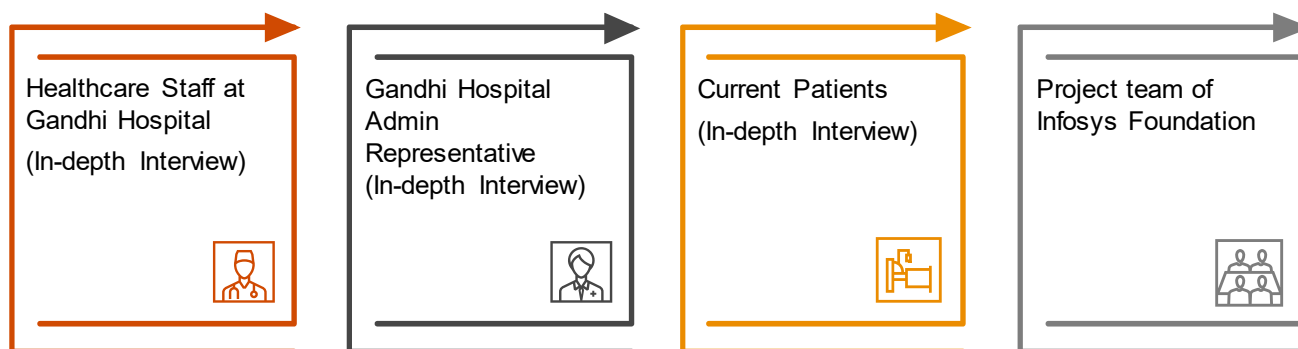 Healthcare Staff at
Gandhi Hospital
(In-depth Interview)
Gandhi Hospital
Admin
Representative
(In-depth Interview)
Current Patients
(In-depth Interview)
Project team of
Infosys Foundation